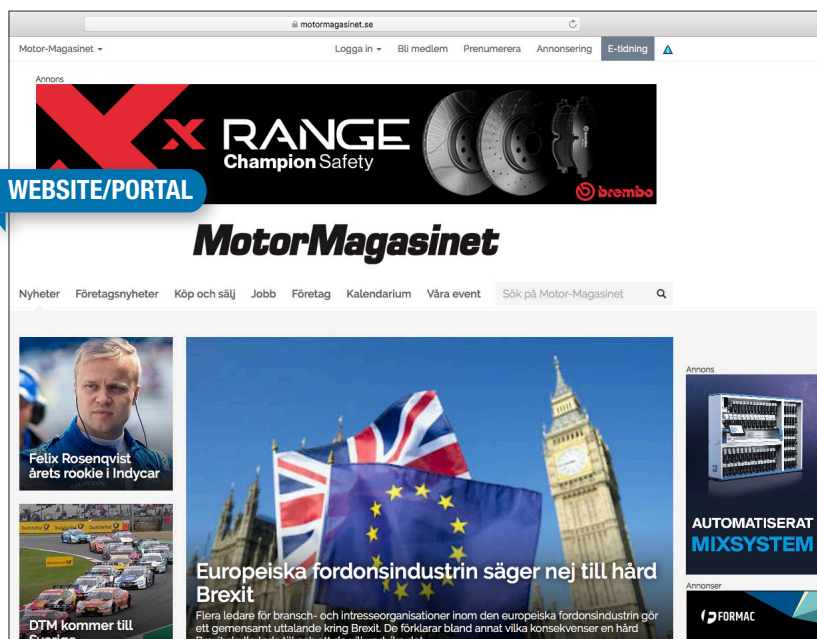 motormagasinet.se
Motor-Magasinet
Logga in
Bli medlem
Prenumerera
Annonsering
E-tidning
Annons
X RANGE
Champion Safety
brembo
WEBSITE/PORTAL
MotorMagasinet
Nyheter
Företagsnyheter
Köp och sälj
Jobb
Företag
Kalendarium
Våra event
Sök på Motor-Magasinet
Felix Rosenqvist
årets rookie i Indycar
DTM kommer till
Sverige
Europeiska fordonsindustrin säger nej till hård
Brexit
Flera ledare för bransch- och intresseorganisationer inom den europeiska fordonsindustrin gör
ett gemensamt uttalande kring Brexit. De förklarar bland annat vilka konsekvenser en hård
Annons
AUTOMATISERAT
MIXSYSTEM
Annonser
FORMAC